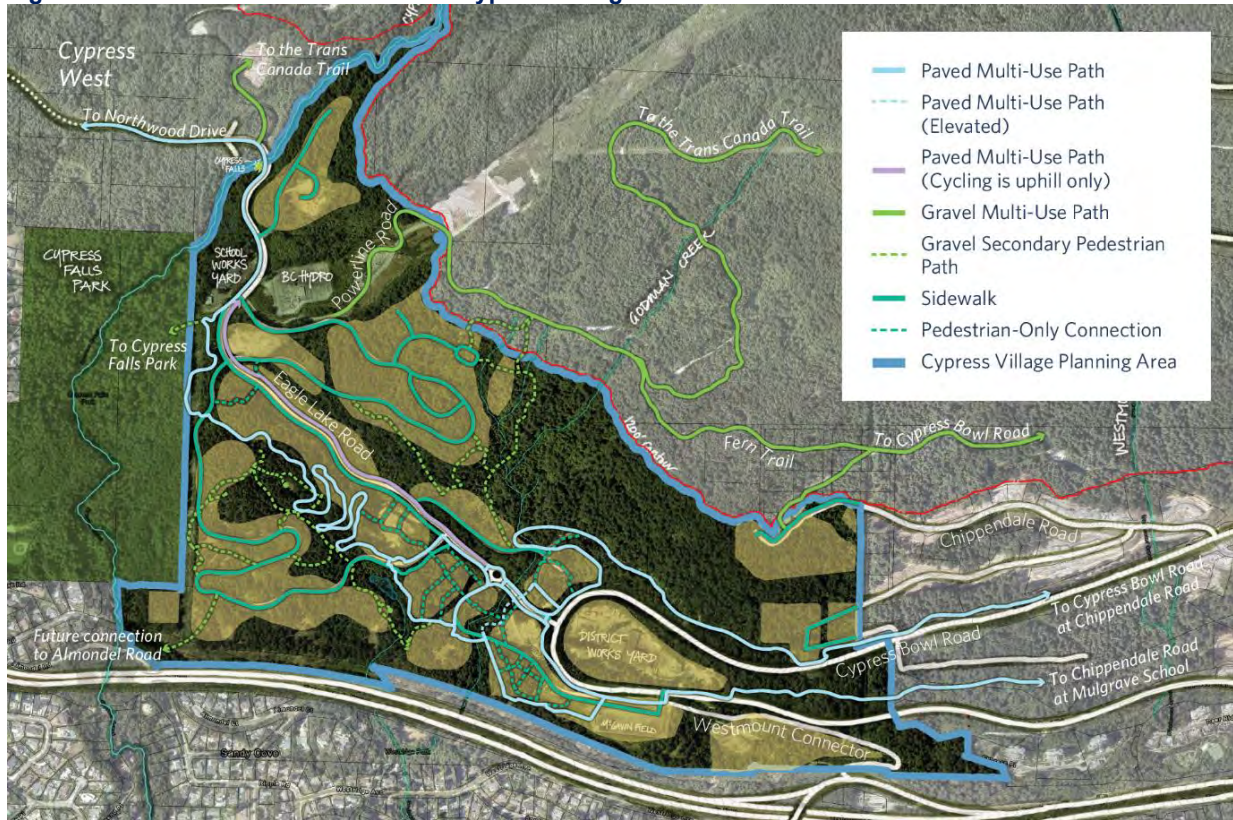 Cypress
West
To the Trans
Canada Trail
To Northwood Drive
CYPRESS
FALLS
CYPRESS
FALLS
PARK
SCHOOL
WORKS
YARD
BC HYDRO
Powerline Road
To the Trans Canada Trail
GODMAN CREEK
To Cypress
Falls Park
Eagle Lake Road
Fern Trail
To Cypress Bowl Road
Chippendale Road
To Cypress Bowl Road
at Chippendale Road
Cypress Bowl Road
To Chippendale Road
at Mulgrave School
DISTRICT
WORKS YARD
Future connection
to Almondel Road
McGAVIN FIELD
Westmount Connector
Sandy Cove
Paved Multi-Use Path
Paved Multi-Use Path
(Elevated)
Paved Multi-Use Path
(Cycling is uphill only)
Gravel Multi-Use Path
Gravel Secondary Pedestrian
Path
Sidewalk
Pedestrian-Only Connection
Cypress Village Planning Area